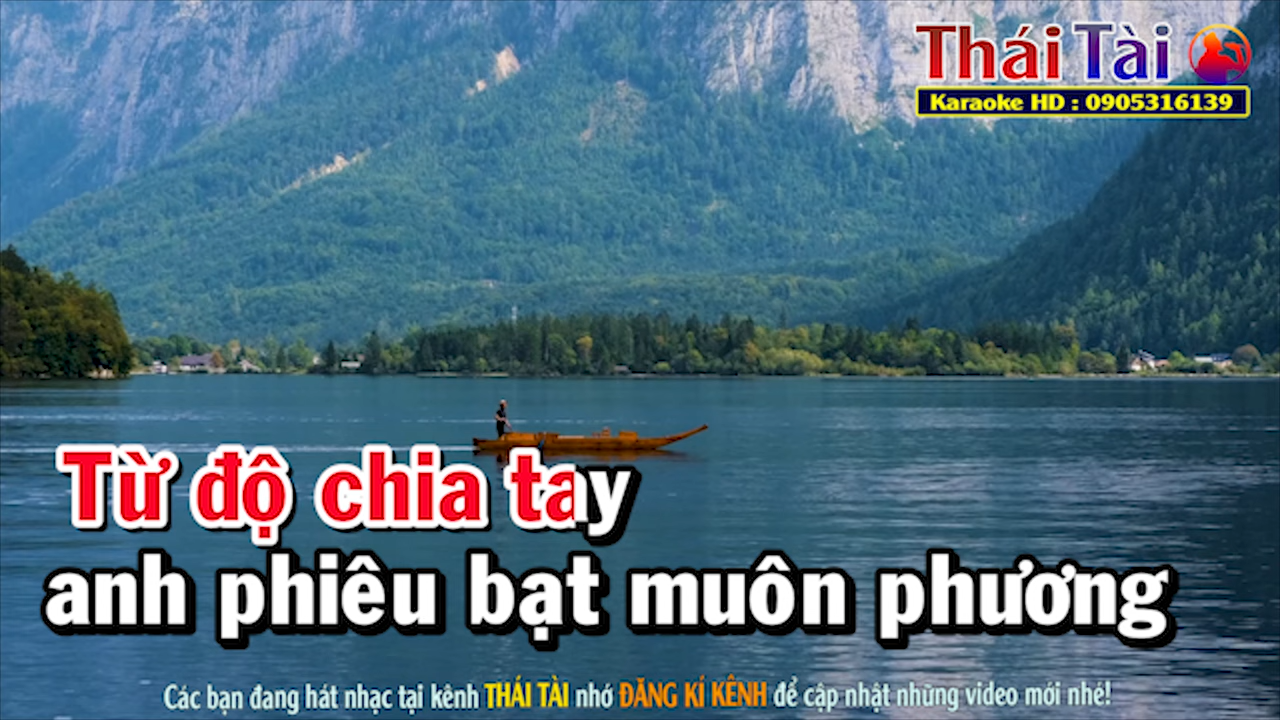 Thái Tài
Karaoke HD : 0905316139
Từ độ chia tay
anh phiêu bạt muôn phương
Các bạn đang hát nhạc tại kênh THÁI TÀI nhớ ĐĂNG KÍ KÊNH để cập nhật những video mới nhé!